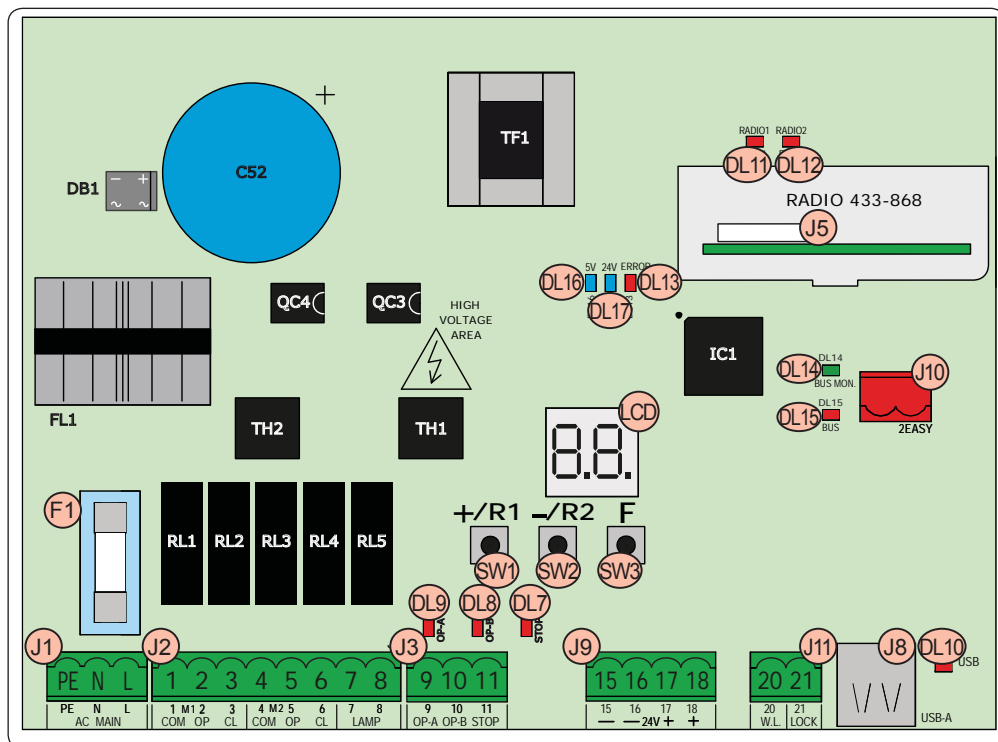 RADIO1 RADIO2
DL11 DL12
TF1
C52
DB1
RADIO 433-868
J5
5V 24V ERROR
DL16 DL13
DL17
QC4 QC3
HIGH
VOLTAGE
AREA
IC1
DL14 DL14
BUS MON.
J10
DL15 DL15
BUS
2EASY
FL1
TH2 TH1
LCD
8.8.
F1
+/R1 –/R2 F
RL1 RL2 RL3 RL4 RL5
SW1 SW2 SW3
DL9 DL8 DL7
OP-A OP-B STOP
J1 J2 J3 J9 J11 J8 DL10
USB
PE N L 1 2 3 4 5 6 7 8 9 10 11 15 16 17 18 20 21
PE N L 1 M1 2 3 4 M2 5 6 7 8 9 10 11 15 16 17 18 20 21
AC MAIN COM OP CL COM OP CL LAMP OP-A OP-B STOP – – 24V + + W.L. LOCK
USB-A